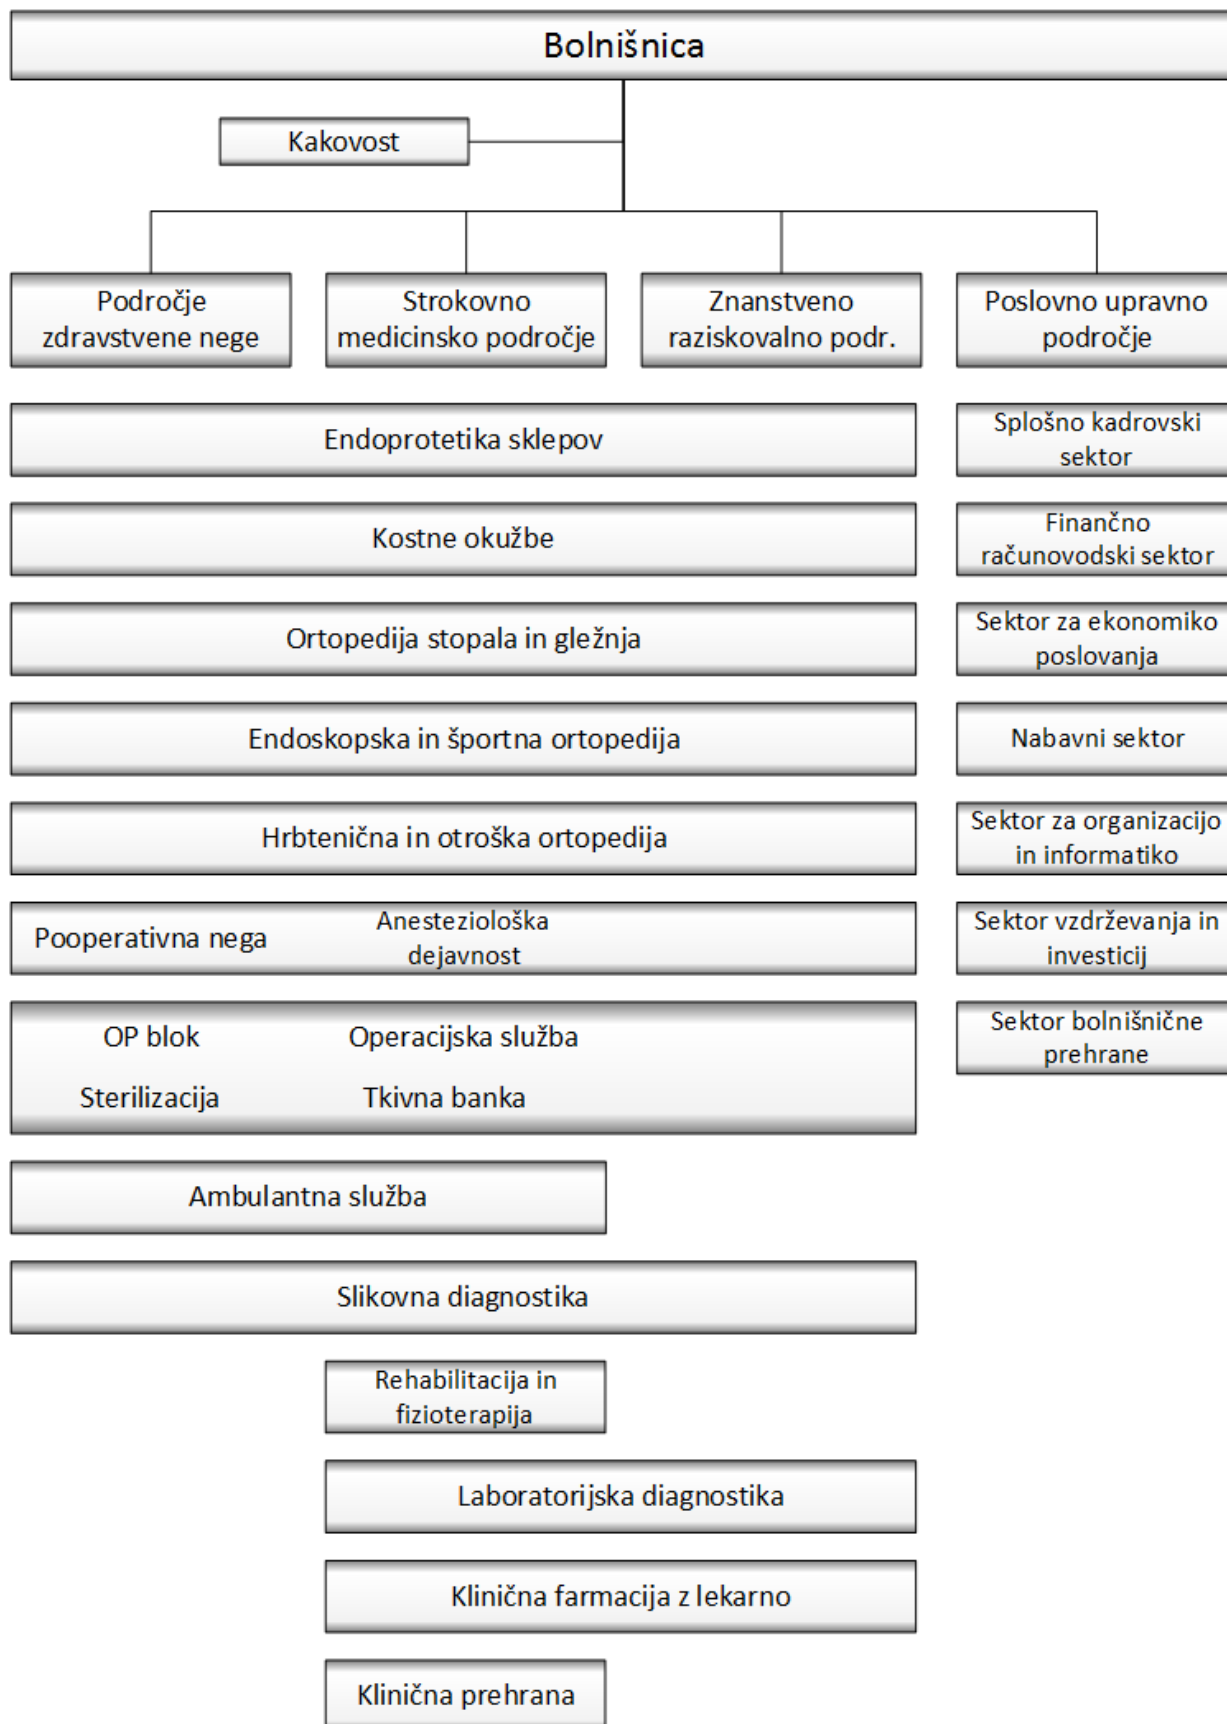 Bolnišnica
Kakovost
Področje
zdravstvene nege
Strokovno
medicinsko področje
Znanstveno
raziskovalno podr.
Poslovno upravno
področje
Endoprotetika sklepov
Splošno kadrovski
sektor
Kostne okužbe
Finančno
računovodski sektor
Ortopedija stopala in gležnja
Sektor za ekonomiko
poslovanja
Endoskopska in športna ortopedija
Nabavni sektor
Hrbtenična in otroška ortopedija
Sektor za organizacijo
in informatiko
Pooperativna nega
Anesteziološka
dejavnost
Sektor vzdrževanja in
investicij
OP blok
Operacijska služba
Sterilizacija
Tkivna banka
Sektor bolnišnične
prehrane
Ambulantna služba
Slikovna diagnostika
Rehabilitacija in
fizioterapija
Laboratorijska diagnostika
Klinična farmacija z lekarno
Klinična prehrana